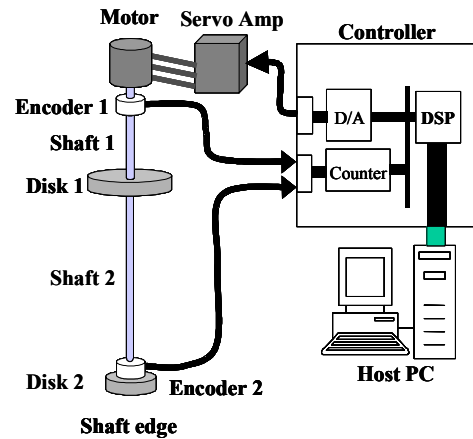 Motor
Servo Amp
Controller
Encoder 1
D/A
DSP
Shaft 1
Counter
Disk 1
Shaft 2
Disk 2
Encoder 2
Host PC
Shaft edge